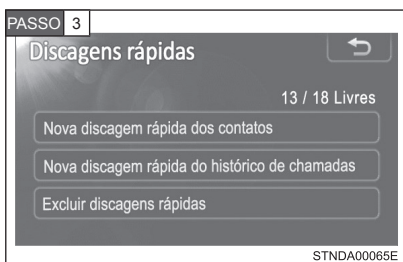 PASSO 3
Discagens rápidas
13 / 18 Livres
Nova discagem rápida dos contatos
Nova discagem rápida do histórico de chamadas
Excluir discagens rápidas
STNDA00065E